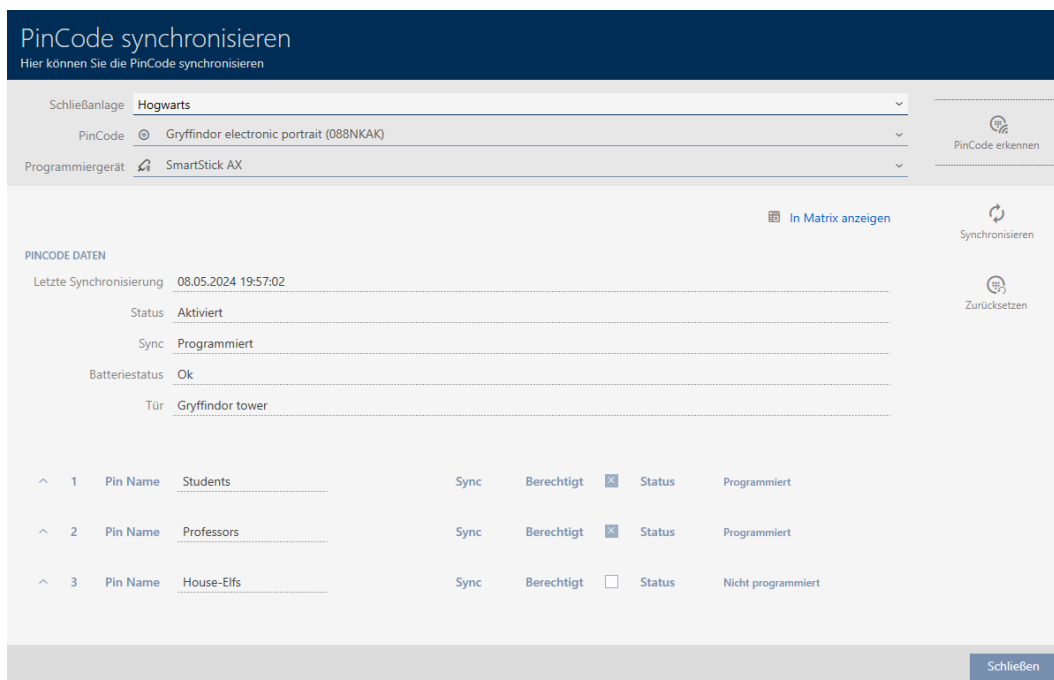 PinCode synchronisieren
Hier können Sie die PinCode synchronisieren
Schließanlage Hogwarts
PinCode Gryffindor electronic portrait (088NKAK)
Programmiergerät SmartStick AX
PinCode erkennen
In Matrix anzeigen
Synchronisieren
Zurücksetzen
PINCODE DATEN
Letzte Synchronisierung 08.05.2024 19:57:02
Status Aktiviert
Sync Programmiert
Batteriestatus Ok
Tür Gryffindor tower
1 Pin Name Students Sync Berechtigt Status Programmiert
2 Pin Name Professors Sync Berechtigt Status Programmiert
3 Pin Name House-Elfs Sync Berechtigt Status Nicht programmiert
Schließen